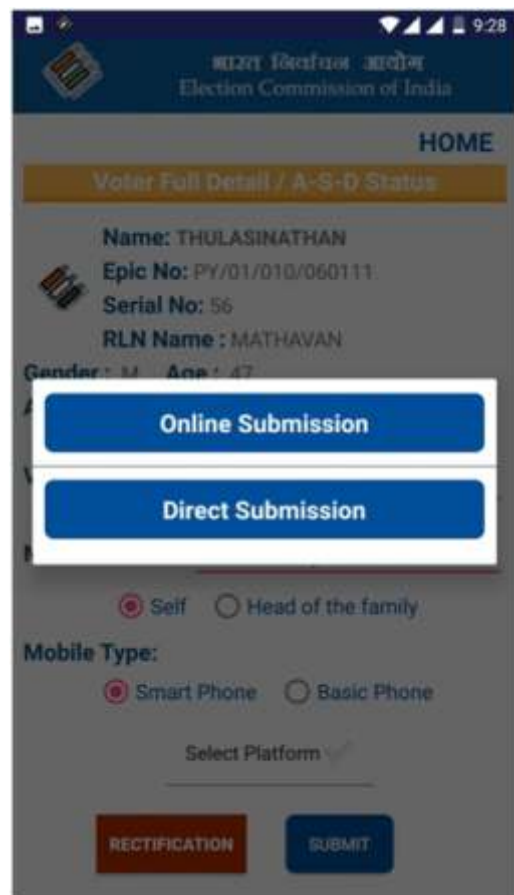 9:28
भारत निर्वाचन आयोग
Election Commission of India
HOME
Voter Full Detail / A-S-D Status
Name: THULASINATHAN
Epic No: PY/01/010/060111
Serial No: 56
RLN Name : MATHAVAN
Gender : M Age : 47
Online Submission
Direct Submission
Self Head of the family
Mobile Type:
Smart Phone Basic Phone
Select Platform
RECTIFICATION SUBMIT